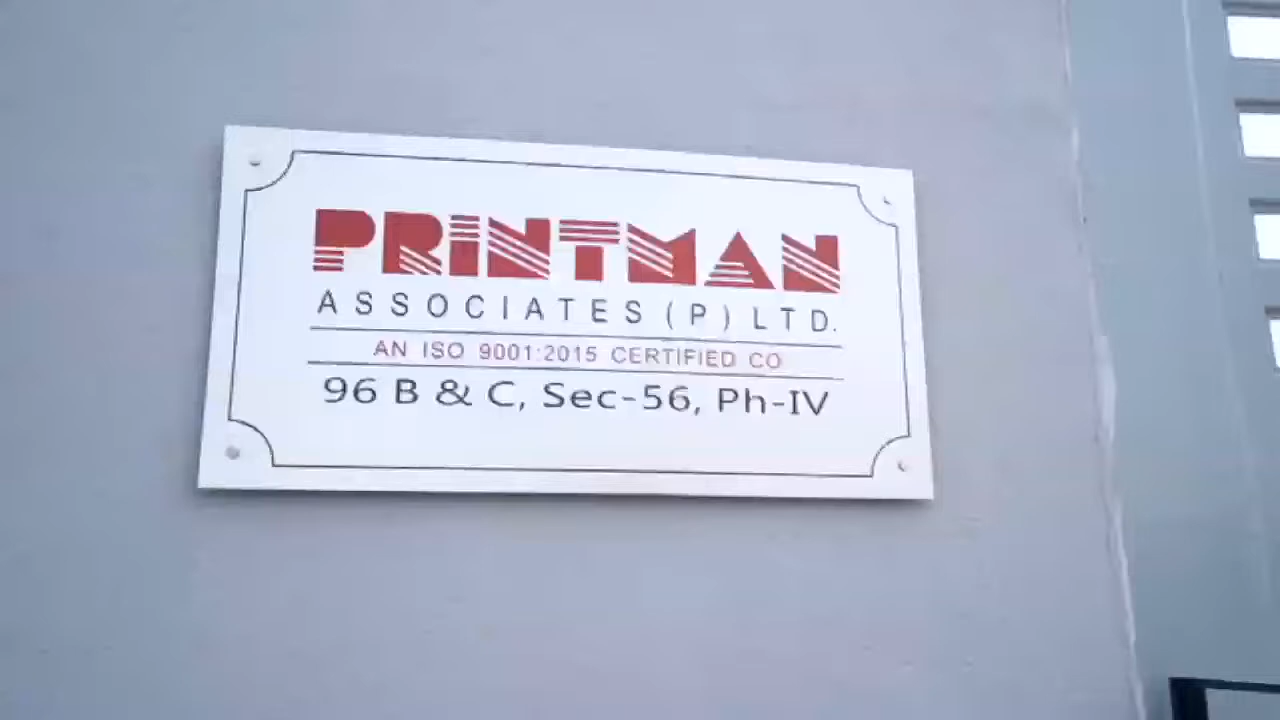 PRINTMAN
ASSOCIATES (P) LTD.
AN ISO 9001:2015 CERTIFIED CO
96 B & C, Sec-56, Ph-IV